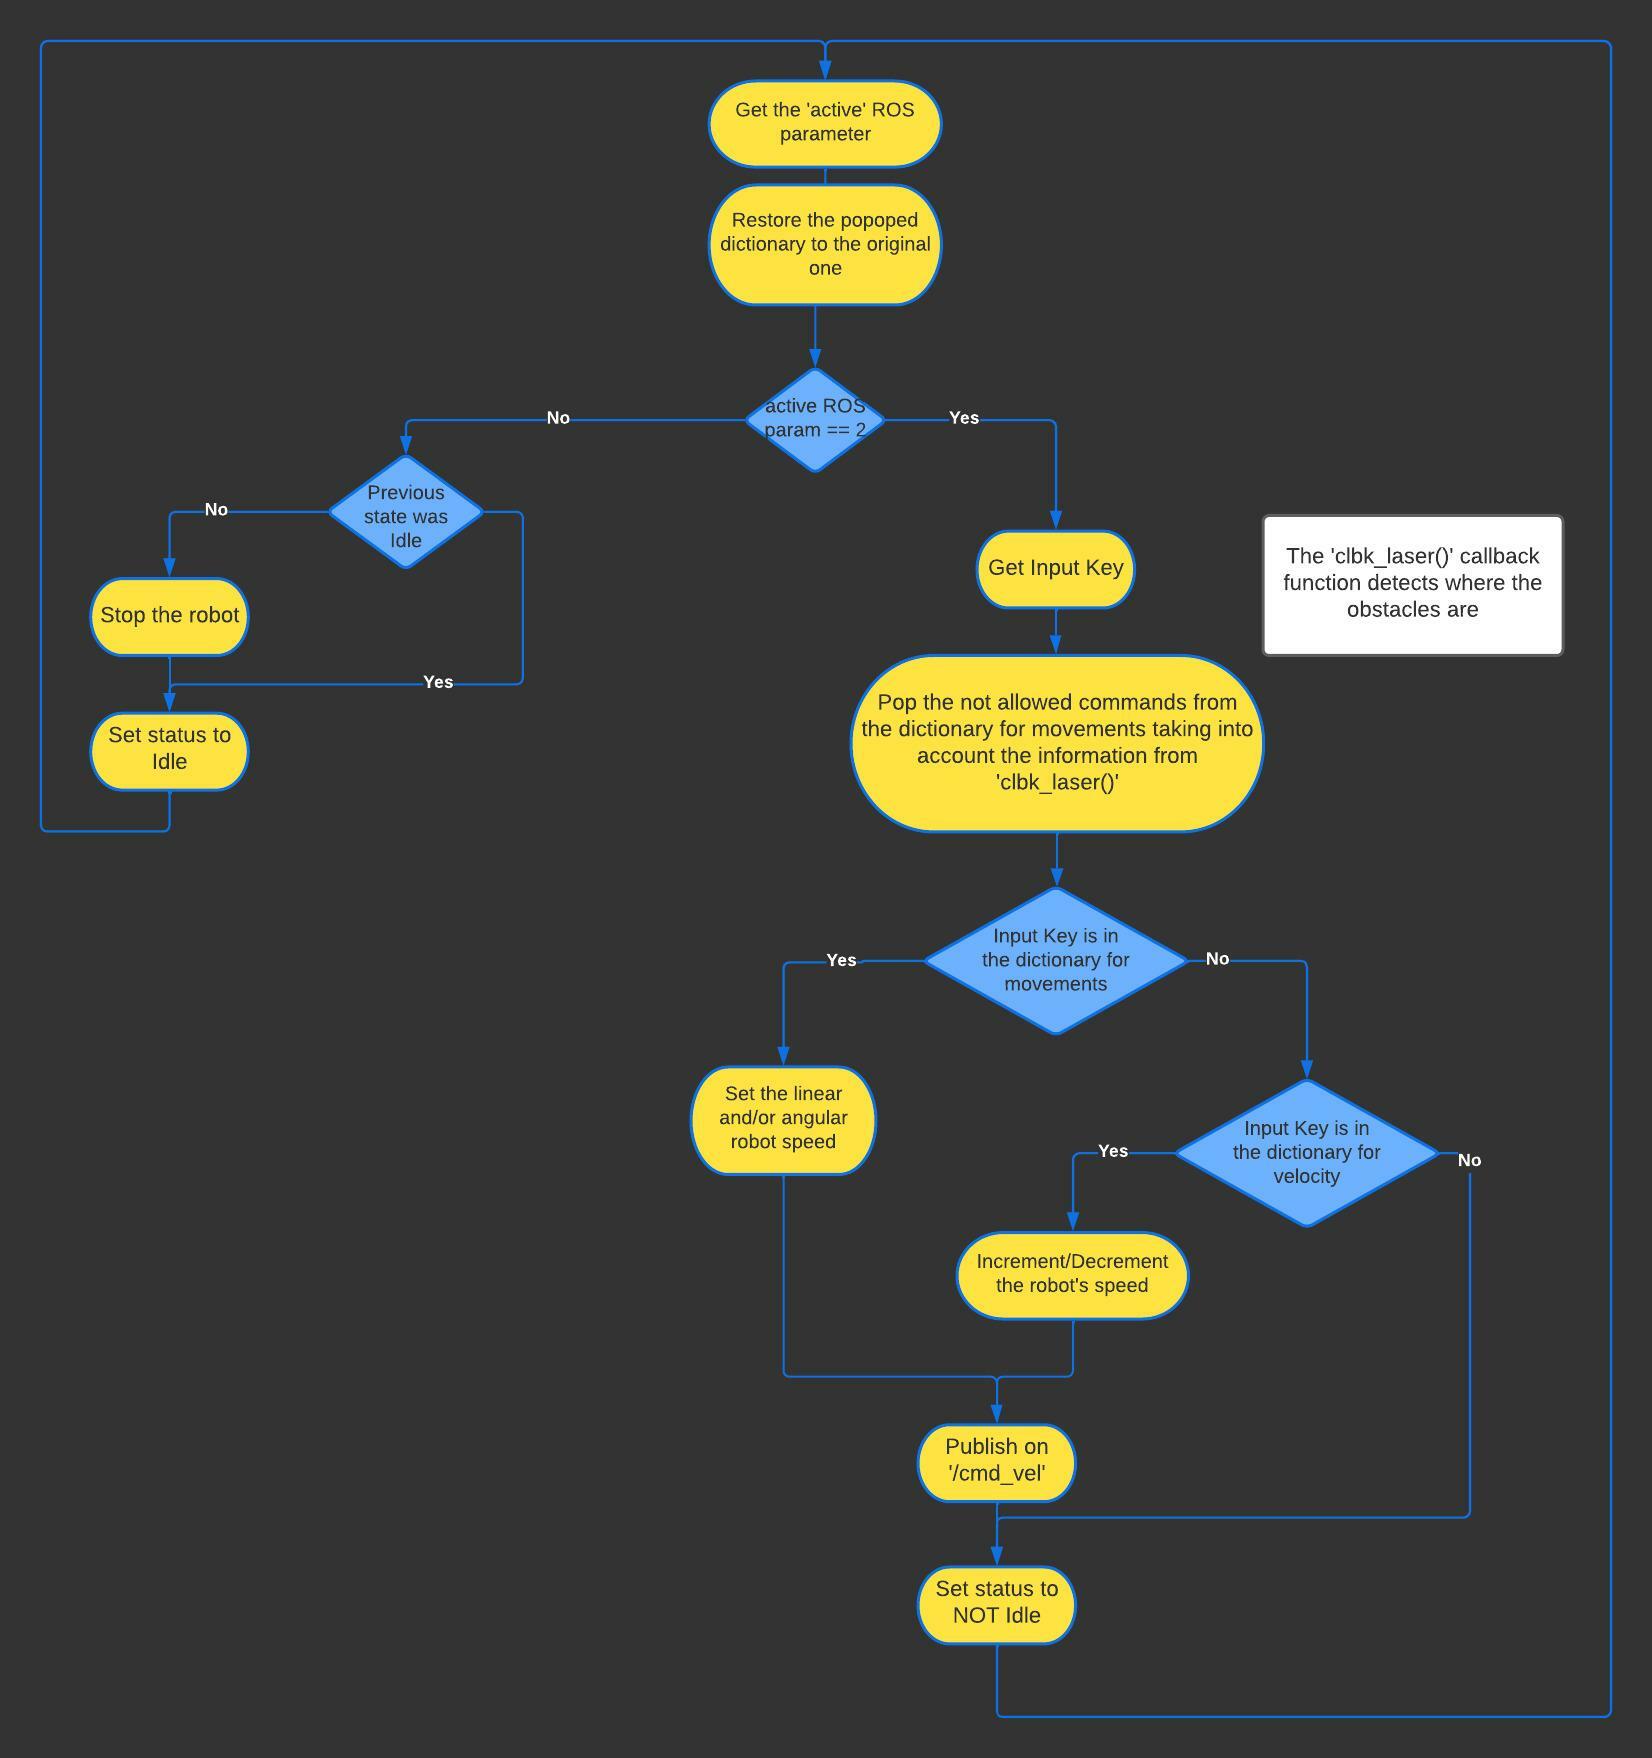 Get the 'active' ROS
parameter
Restore the popoped
dictionary to the original
one
active ROS
param == 2
No
Yes
Previous
state was
Idle
No
Yes
Stop the robot
Set status to
Idle
Get Input Key
The 'clbk_laser()' callback
function detects where the
obstacles are
Pop the not allowed commands from
the dictionary for movements taking into
account the information from
'clbk_laser()'
Input Key is in
the dictionary for
movements
Yes
No
Set the linear
and/or angular
robot speed
Input Key is in
the dictionary for
velocity
Yes
No
Increment/Decrement
the robot's speed
Publish on
'/cmd_vel'
Set status to
NOT Idle